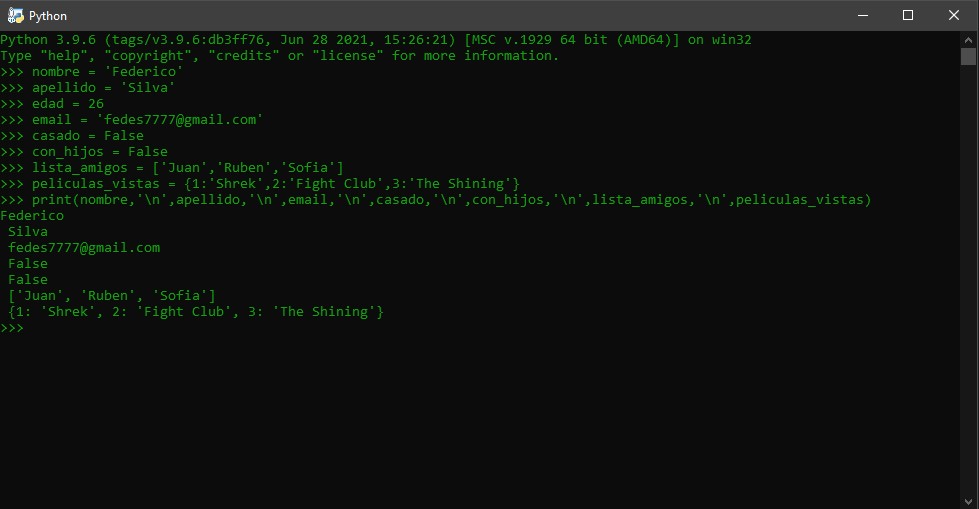 Python
Python 3.9.6 (tags/v3.9.6:db3ff76, Jun 28 2021, 15:26:21) [MSC v.1929 64 bit (AMD64)] on win32
Type "help", "copyright", "credits" or "license" for more information.
>>> nombre = 'Federico'
>>> apellido = 'Silva'
>>> edad = 26
>>> email = 'fedes7777@gmail.com'
>>> casado = False
>>> con_hijos = False
>>> lista_amigos = ['Juan','Ruben','Sofia']
>>> peliculas_vistas = {1:'Shrek',2:'Fight Club',3:'The Shining'}
>>> print(nombre,'\n',apellido,'\n',email,'\n',casado,'\n',con_hijos,'\n',lista_amigos,'\n',peliculas_vistas)
Federico
 Silva
 fedes7777@gmail.com
 False
 False
 ['Juan', 'Ruben', 'Sofia']
 {1: 'Shrek', 2: 'Fight Club', 3: 'The Shining'}
>>>